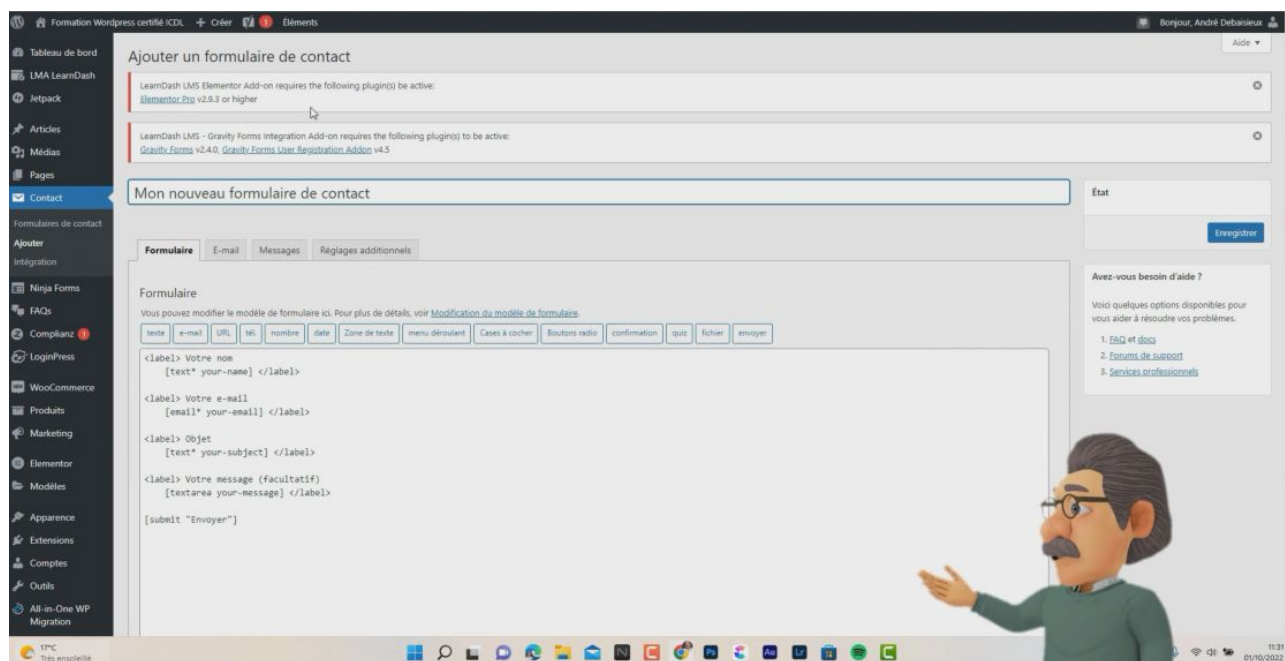 Formation Wordpress certifié ICDL
Créer
1
Éléments
Bonjour, André Debaisieux
Tableau de bord
LMA LearnDash
Jetpack
Articles
Médias
Pages
Contact
Formulaires de contact
Ajouter
Intégration
Ninja Forms
FAQs
Complianz 1
LoginPress
WooCommerce
Produits
Marketing
Elementor
Modèles
Apparence
Extensions
Comptes
Outils
All-in-One WP
Migration
Aide
Ajouter un formulaire de contact
LearnDash LMS Elementor Add-on requires the following plugin(s) be active:
Elementor Pro v2.9.3 or higher
LearnDash LMS - Gravity Forms Integration Add-on requires the following plugin(s) to be active:
Gravity Forms v2.4.0, Gravity Forms User Registration Addon v4.5
Mon nouveau formulaire de contact
Formulaire E-mail Messages Réglages additionnels
Formulaire
Vous pouvez modifier le modèle de formulaire ici. Pour plus de détails, voir Modification du modèle de formulaire.
texte e-mail URL tél. nombre date Zone de texte menu déroulant Cases à cocher Boutons radio confirmation quiz fichier envoyer
<label> Votre nom
[text* your-name] </label>
<label> Votre e-mail
[email* your-email] </label>
<label> Objet
[text* your-subject] </label>
<label> Votre message (facultatif)
[textarea your-message] </label>
[submit "Envoyer"]
État
Enregistrer
Avez-vous besoin d'aide ?
Voici quelques options disponibles pour
vous aider à résoudre vos problèmes.
1. FAQ et docs
2. Forums de support
3. Services professionnels
17°C
Très ensoleillé
Ps
Au
Lr
11:31
01/10/2022